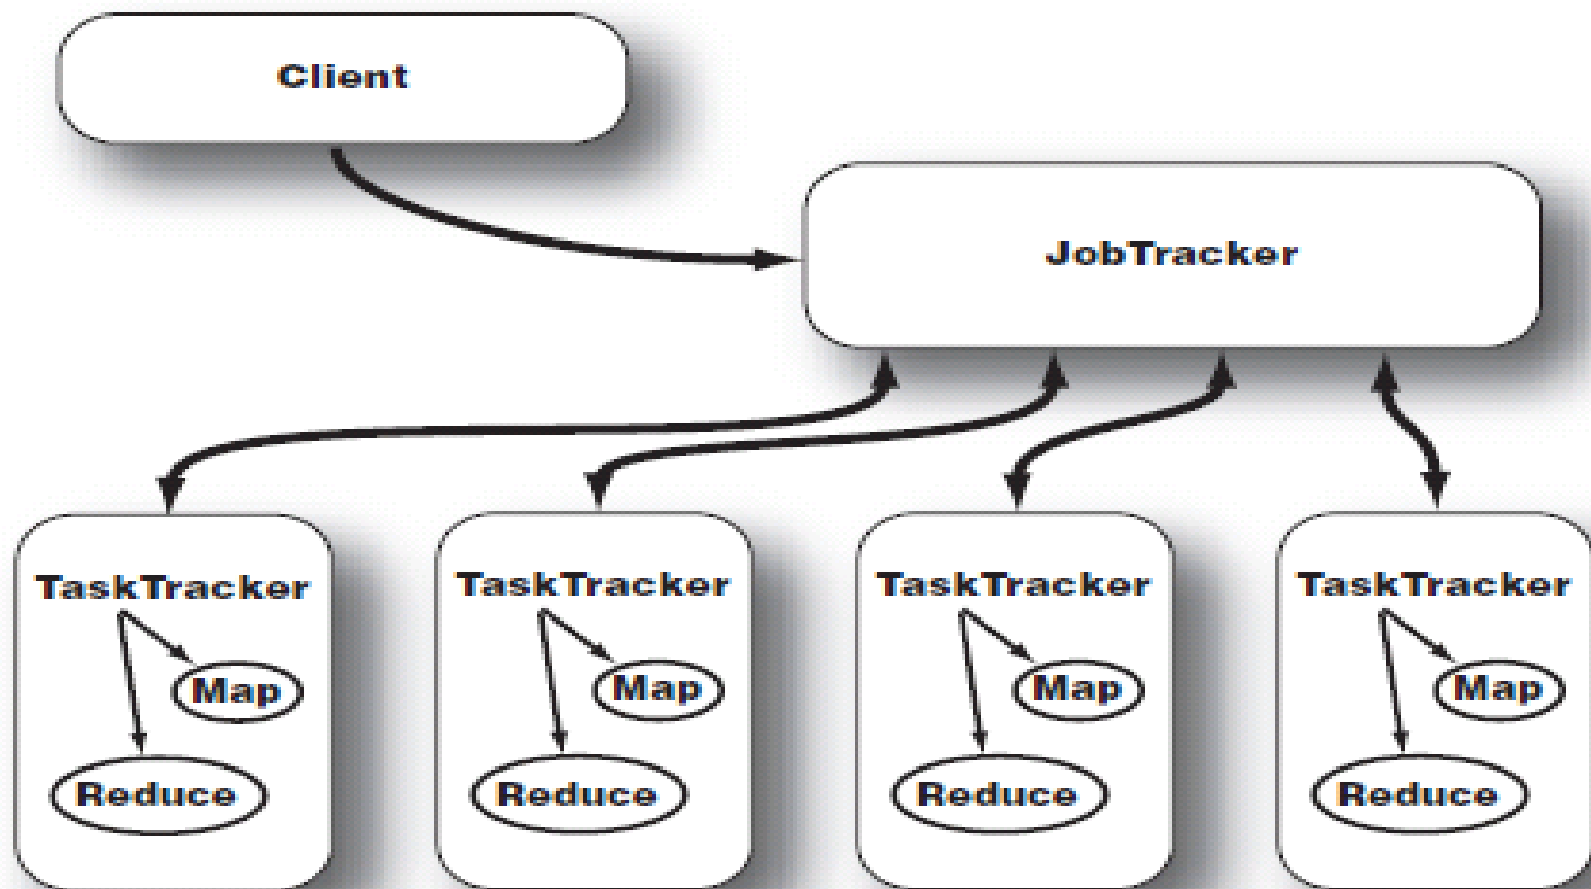 Client
JobTracker
TaskTracker
Map
Reduce
TaskTracker
Map
Reduce
TaskTracker
Map
Reduce
TaskTracker
Map
Reduce